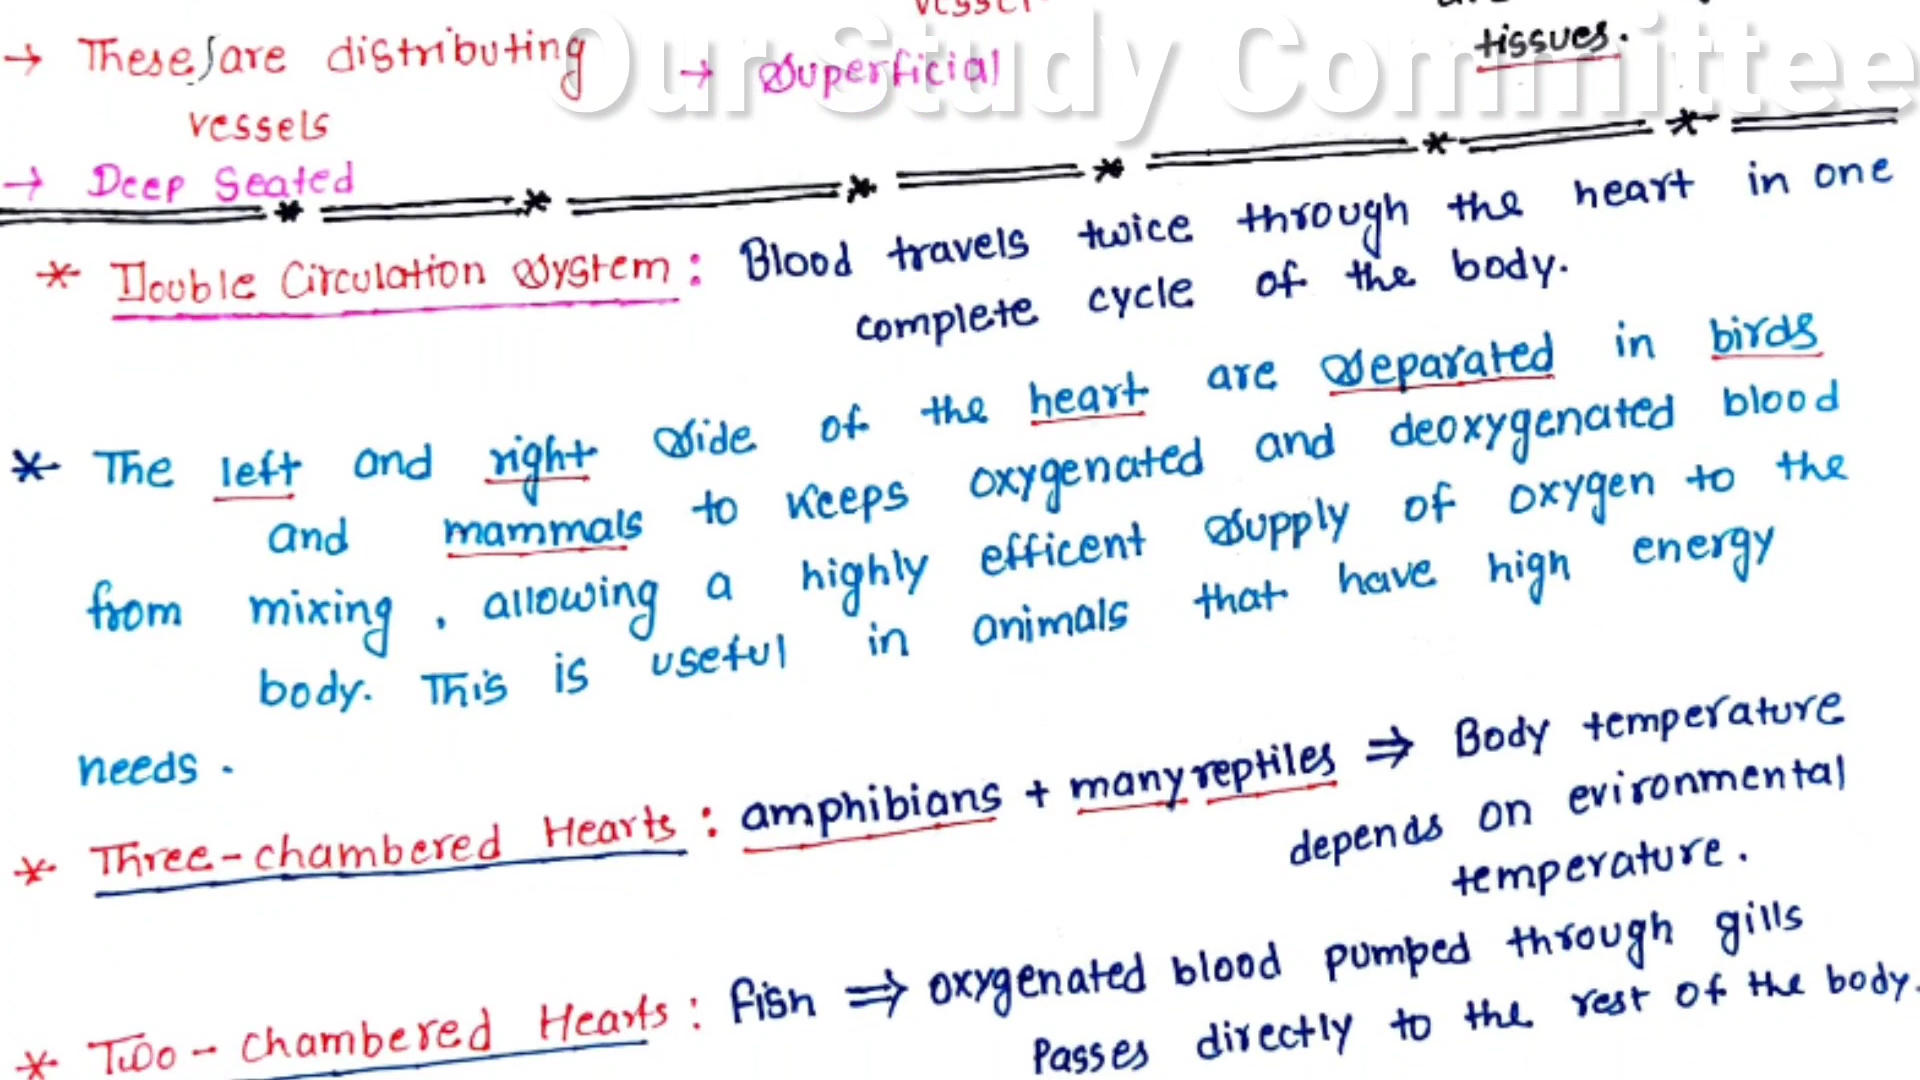 Our Study Committee
→ These are distributing
vessels
→ Deep Seated
→ Superficial
tissues.
* Double Circulation System : Blood travels twice through the heart in one
complete cycle of the body.
* The left and right side of the heart are separated in birds
and mammals to keeps oxygenated and deoxygenated blood
from mixing, allowing a highly efficent supply of oxygen to the
body. This is useful in animals that have high energy
needs.
* Three-chambered Hearts : amphibians + many reptiles ⇒ Body temperature
depends on evironmental
temperature.
* Two-chambered Hearts : fish ⇒ oxygenated blood pumped through gills
Passes directly to the rest of the body.